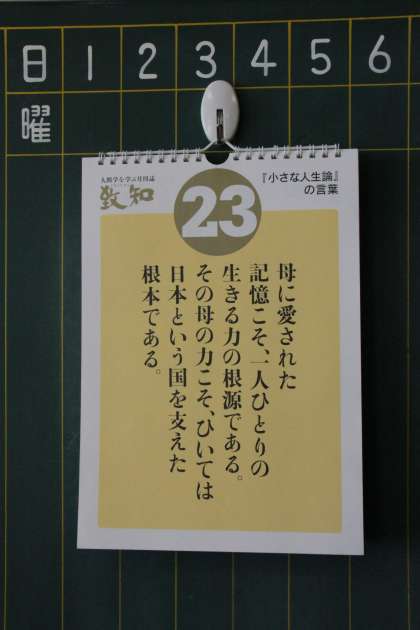 日 1 2 3 4 5 6
曜
人間学を学ぶ月刊誌
致知
23
『小さな人生論』
の言葉
母に愛された
記憶こそ、一人ひとりの
生きる力の根源である。
その母の力こそ、ひいては
日本という国を支えた
根本である。